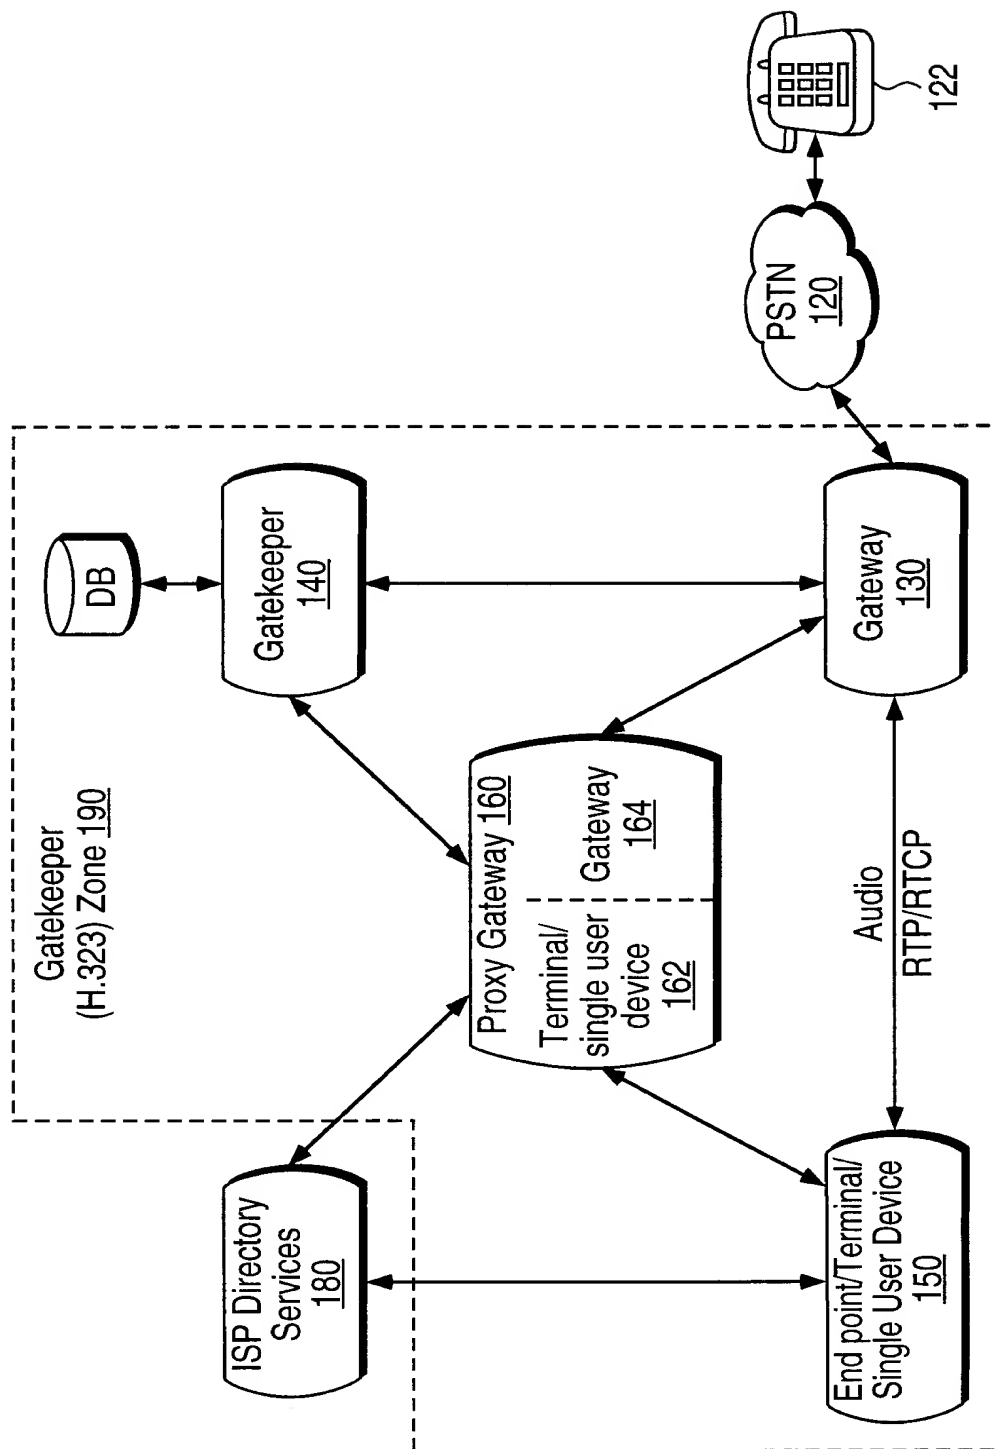 Gatekeeper
(H.323) Zone 190
DB
ISP Directory
Services
180
Gatekeeper
140
Proxy Gateway 160
Terminal/
single user
device
162
Gateway
164
End point/Terminal/
Single User Device
150
Audio
RTP/RTCP
Gateway
130
PSTN
120
122